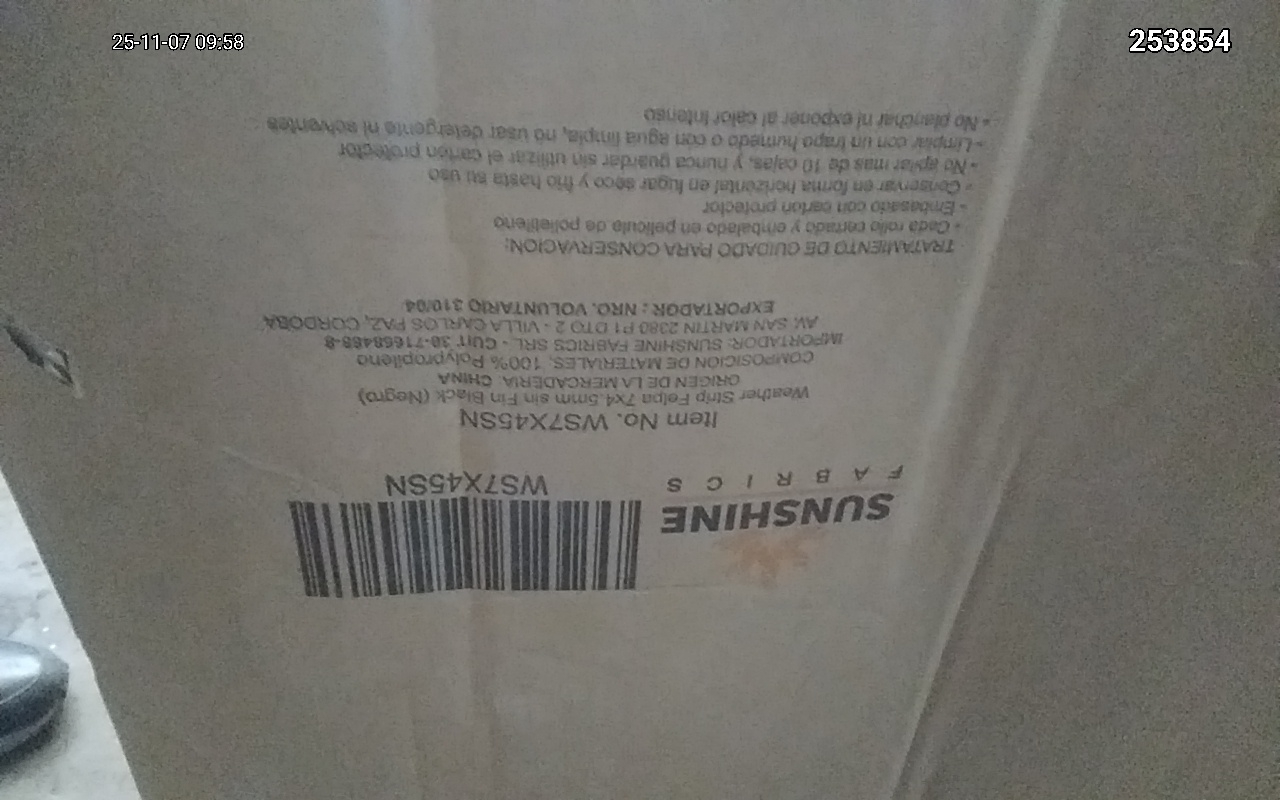 25-11-07 09:58
253854
SUNSHINE
FABRICS
WS7X45SN
Item No. WS7X45SN
Weather Strip Felpa 7x4.5mm sin Fin Black (Negro)
ORIGEN DE LA MERCADERIA: CHINA
COMPOSICION DE MATERIALES: 100% Polypropileno
IMPORTADOR: SUNSHINE FABRICS SRL - CUIT
AV. SAN MARTIN 2380 P1 DTO 2 - VILLA CARLOS PAZ, CORDOBA
EXPORTADOR : NRO. VOLUNTARIO 310/04
TRATAMIENTO DE CUIDADO PARA CONSERVACION:
- Cada rollo cerrado y embalado en pelicula de polietileno
- Embasado con carton protector
- Conservar en forma horizontal en lugar seco y frio hasta su uso
- No apilar mas de 10 cajas, y nunca guardar sin utilizar el carton protector
- Limpiar con un trapo humedo o con agua limpia, no usar detergente ni solventes
- No planchar ni exponer al calor intenso